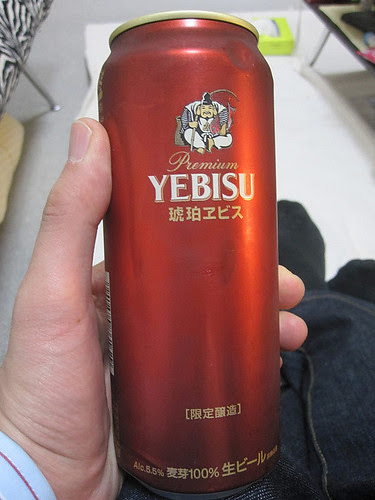 Premium
YEBISU
琥珀ヱビス
[限定醸造]
Alc.5.5% 麦芽100% 生ビール